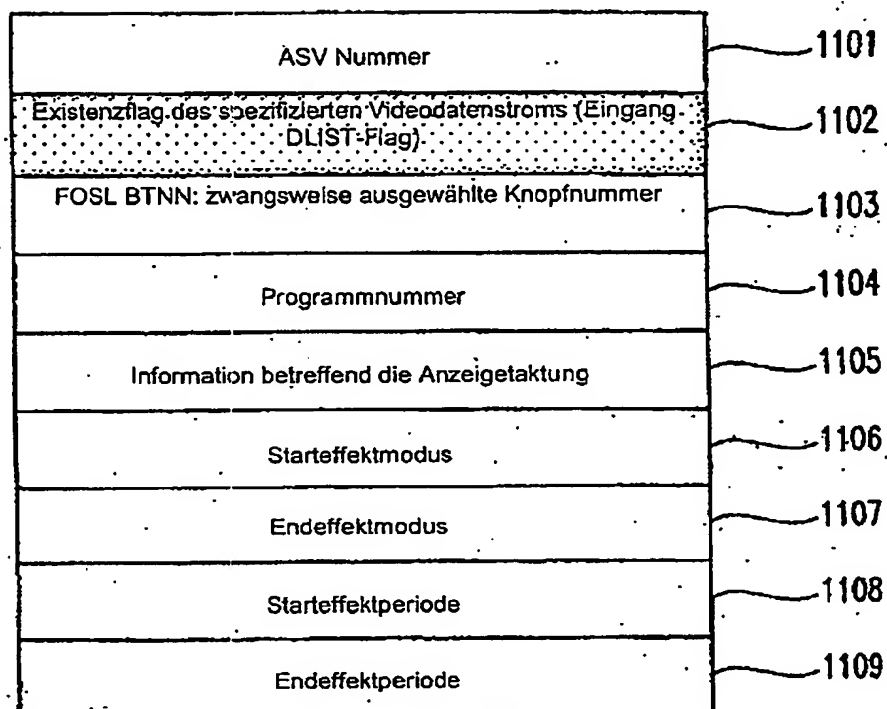 ASV Nummer
1101
Existenzflag des spezifizierten Videodatenstroms (Eingang
DLIST-Flag)
1102
FOSL BTNN: zwangsweise ausgewählte Knopfnummer
1103
Programmnummer
1104
Information betreffend die Anzeigetaktung
1105
Starteffektmodus
1106
Endeffektmodus
1107
Starteffektperiode
1108
Endeffektperiode
1109